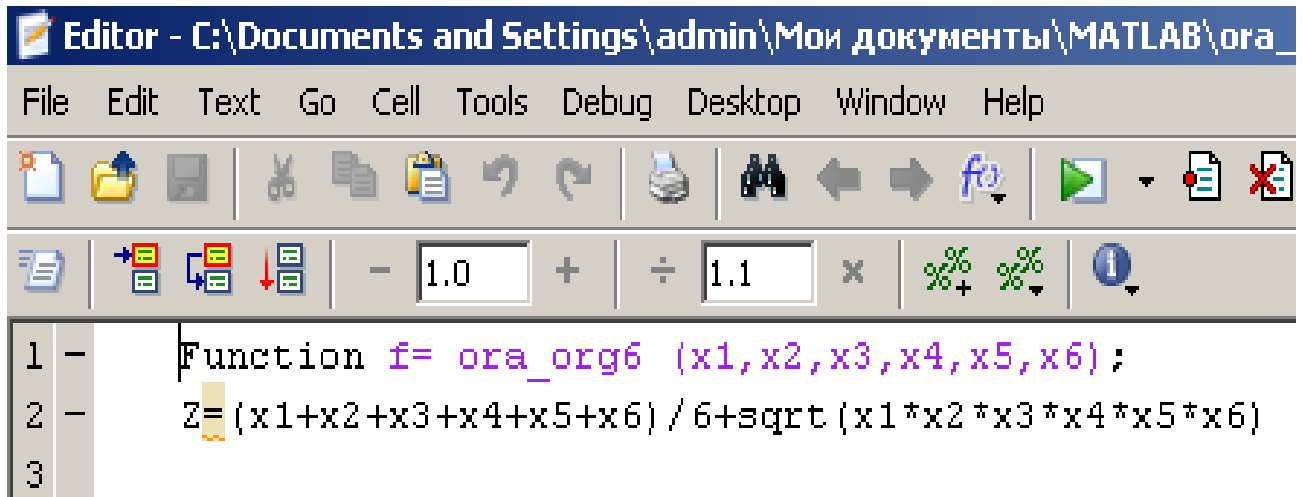 Editor - C:\Documents and Settings\admin\Мои документы\MATLAB\ora_
File Edit Text Go Cell Tools Debug Desktop Window Help
- 1.0 + ÷ 1.1 ×
1 - Function f= ora_org6 (x1,x2,x3,x4,x5,x6);
2 - Z=(x1+x2+x3+x4+x5+x6)/6+sqrt(x1*x2*x3*x4*x5*x6)
3